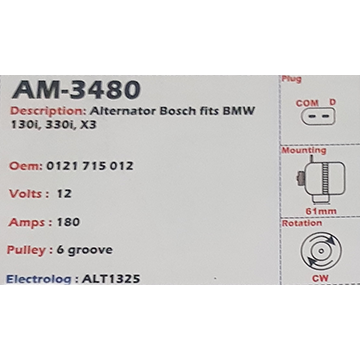 AM-3480
Description: Alternator Bosch fits BMW
130i, 330i, X3
Oem: 0121 715 012
Volts : 12
Amps : 180
Pulley : 6 groove
Electrolog : ALT1325
Plug
COM D
Mounting
61mm
Rotation
CW